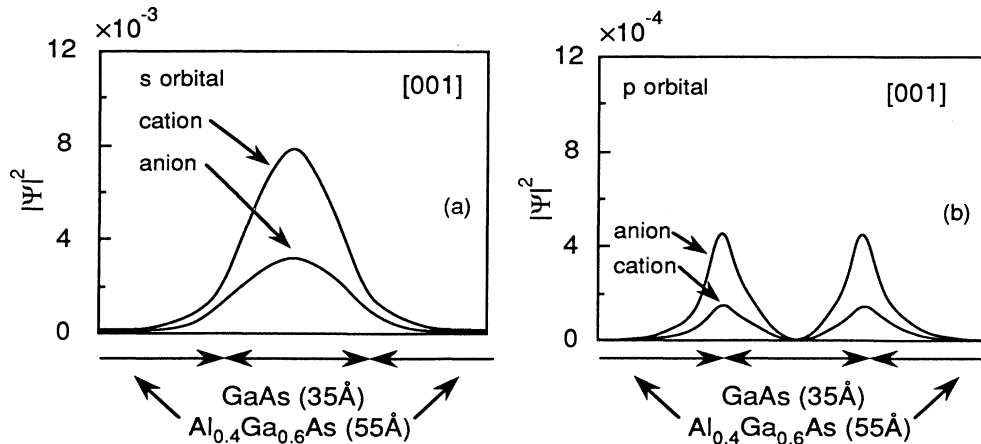 ×10⁻³
12
s orbital
[001]
cation
8
anion
|Ψ|²
(a)
4
0
GaAs (35Å)
Al₀.₄Ga₀.₆As (55Å)
×10⁻⁴
12
p orbital
[001]
8
|Ψ|²
(b)
anion
4
cation
0
GaAs (35Å)
Al₀.₄Ga₀.₆As (55Å)